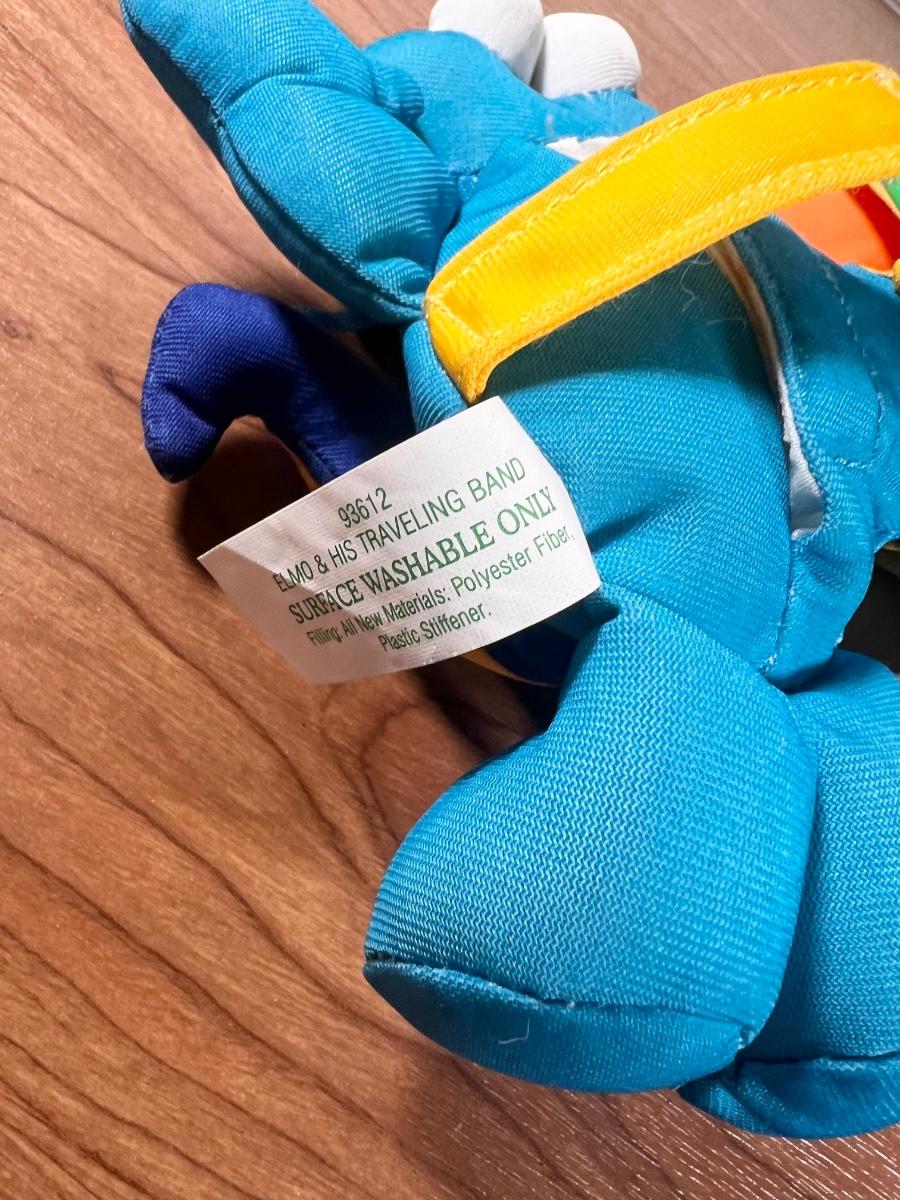 93612
ELMO & HIS TRAVELING BAND
SURFACE WASHABLE ONLY
Filling: All New Materials: Polyester Fiber,
Plastic Stiffener.